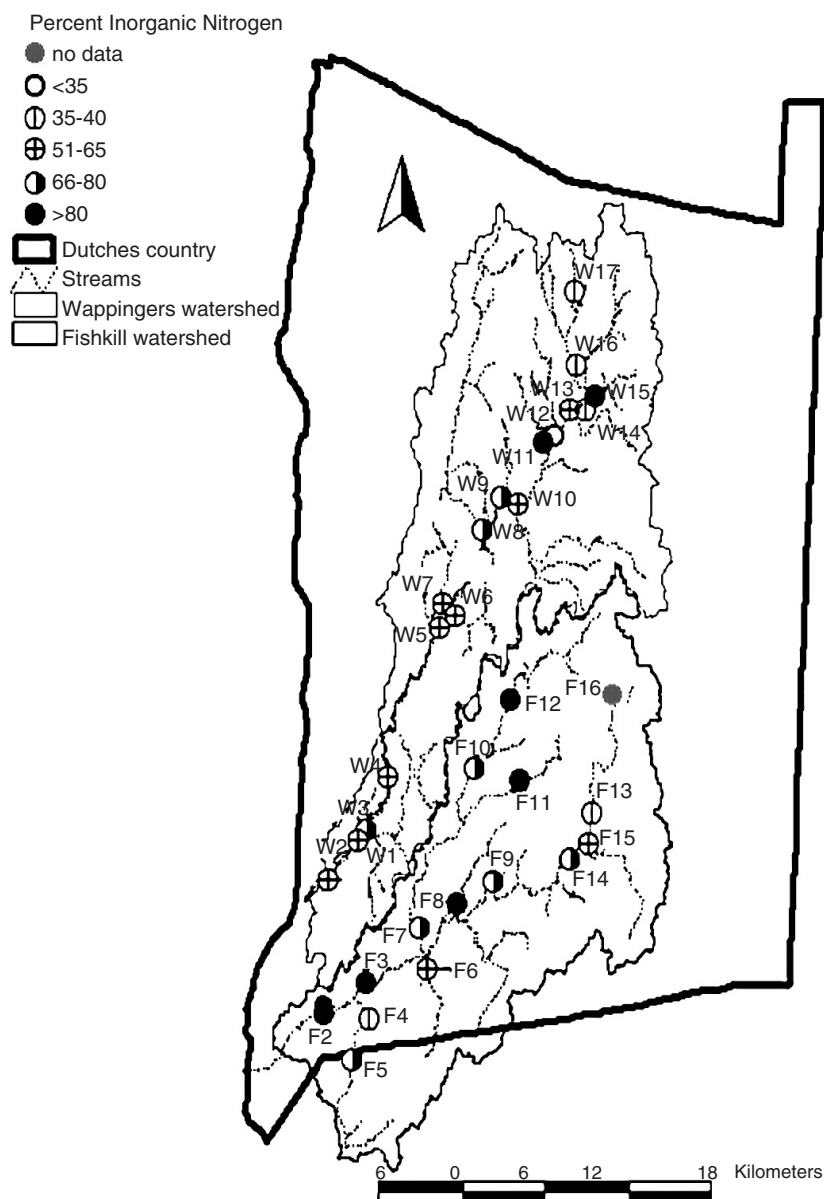 Percent Inorganic Nitrogen
no data
<35
35-40
51-65
66-80
>80
Dutches country
Streams
Wappingers watershed
Fishkill watershed
W17
W16
W13
W15
W12
W14
W11
W9
W10
W8
W7
W6
W5
F16
F12
F10
W4
F11
F13
W3
F15
W2
W1
F14
F9
F8
F7
F3
F6
F4
F2
F5
6 0 6 12 18 Kilometers